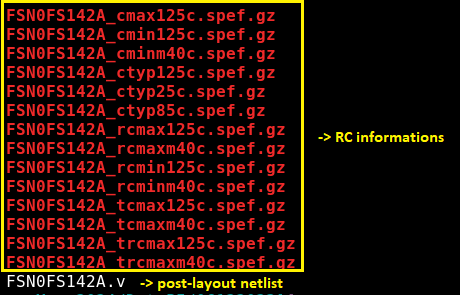 FSN0FS142A_cmax125c.spef.gz
FSN0FS142A_cmin125c.spef.gz
FSN0FS142A_cminm40c.spef.gz
FSN0FS142A_ctyp125c.spef.gz
FSN0FS142A_ctyp25c.spef.gz
FSN0FS142A_ctyp85c.spef.gz
FSN0FS142A_rcmax125c.spef.gz
-> RC informations
FSN0FS142A_rcmaxm40c.spef.gz
FSN0FS142A_rcmin125c.spef.gz
FSN0FS142A_rcminm40c.spef.gz
FSN0FS142A_tcmax125c.spef.gz
FSN0FS142A_tcmaxm40c.spef.gz
FSN0FS142A_trcmax125c.spef.gz
FSN0FS142A_trcmaxm40c.spef.gz
FSN0FS142A.v -> post-layout netlist